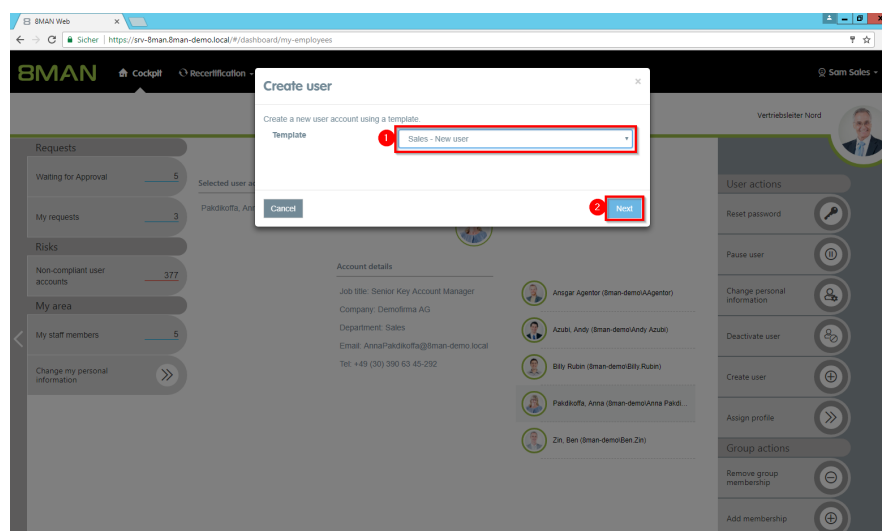 8MAN Web
Sicher | https://srv-8man.8man-demo.local/#/dashboard/my-employees
8MAN Cockpit Recertification Sam Sales
Create user
Create a new user account using a template.
Template
1
Sales - New user
Cancel
2
Next
Vertriebsleiter Nord
Requests
Waiting for Approval 5
My requests 3
Risks
Non-compliant user
accounts 377
My area
My staff members 5
Change my personal
information
Selected user
Pakdikoffa,
Account details
Job title: Senior Key Account Manager
Company: Demofirma AG
Department: Sales
Email: AnnaPakdikoffa@8man-demo.local
Tel: +49 (30) 390 63 45-292
Ansgar Agentor (8man-demo\AAgentor)
Azubi, Andy (8man-demo\Andy Azubi)
Billy Rubin (8man-demo\Billy.Rubin)
Pakdikoffa, Anna (8man-demo\Anna Pakdi...
Zin, Ben (8man-demo\Ben.Zin)
User actions
Reset password
Pause user
Change personal
information
Deactivate user
Create user
Assign profile
Group actions
Remove group
membership
Add membership